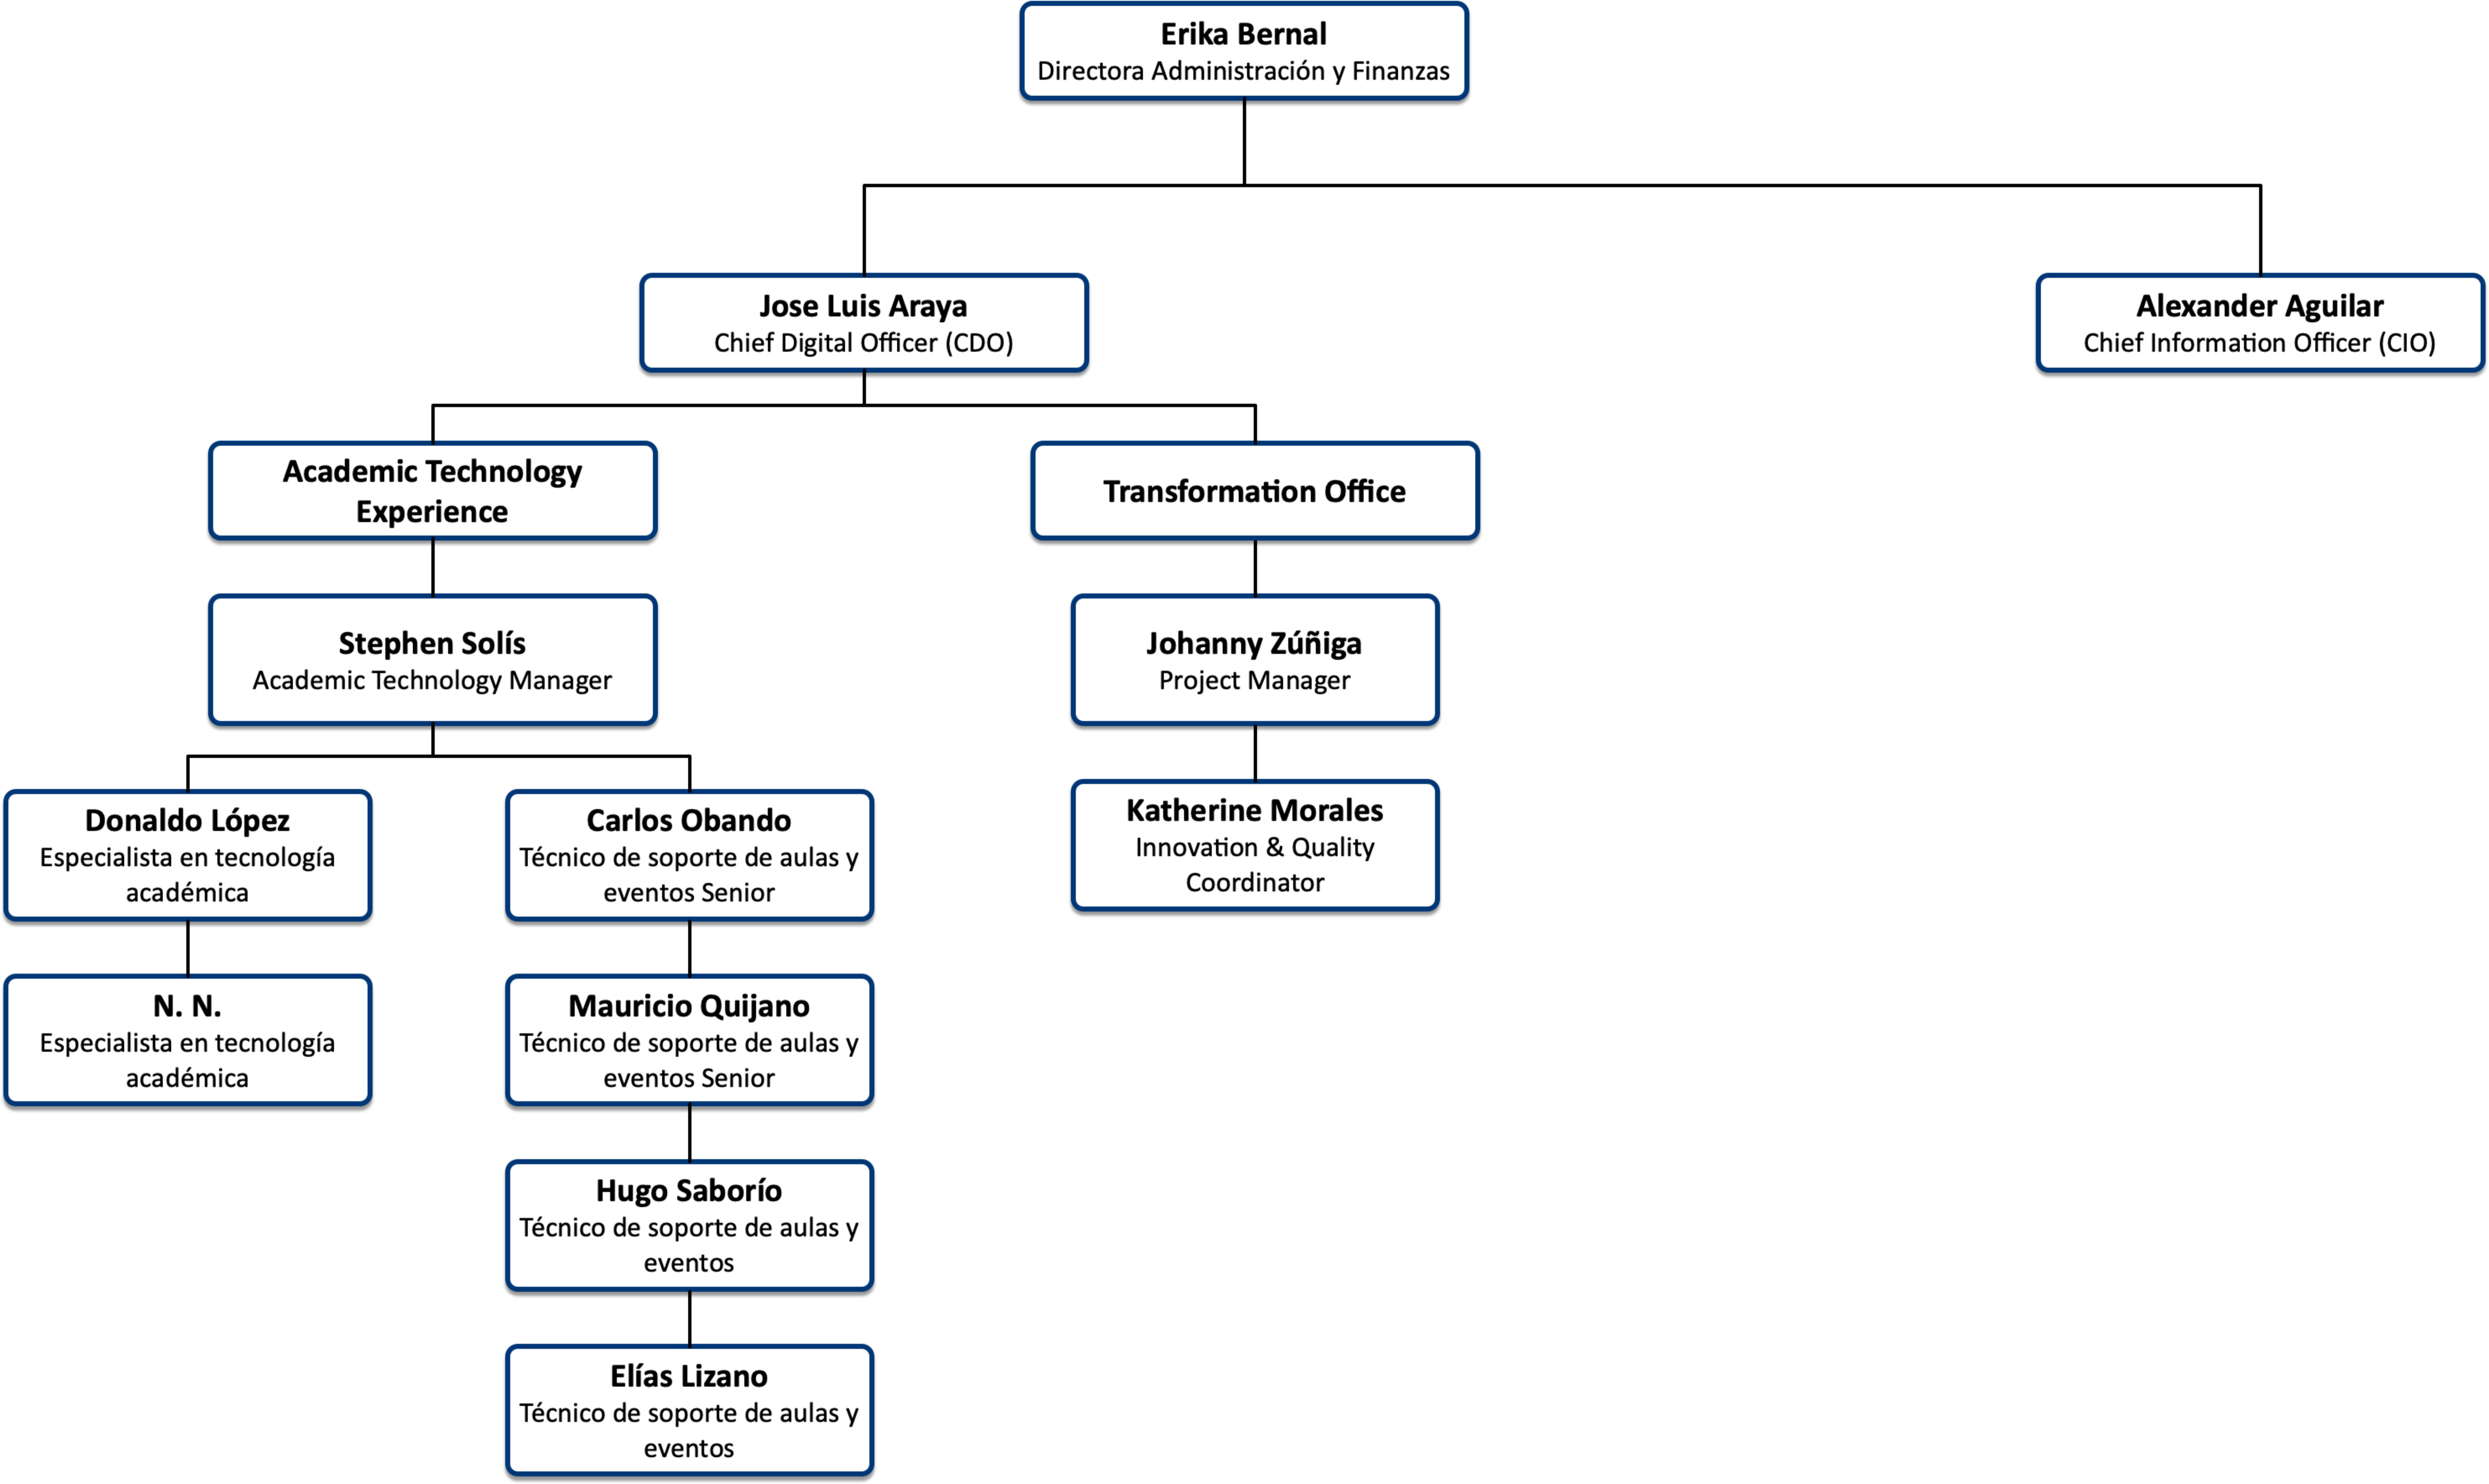 Erika Bernal
Directora Administración y Finanzas
Jose Luis Araya
Chief Digital Officer (CDO)
Alexander Aguilar
Chief Information Officer (CIO)
Academic Technology
Experience
Transformation Office
Stephen Solís
Academic Technology Manager
Johanny Zúñiga
Project Manager
Donaldo López
Especialista en tecnología
académica
Carlos Obando
Técnico de soporte de aulas y
eventos Senior
Katherine Morales
Innovation & Quality
Coordinator
N. N.
Especialista en tecnología
académica
Mauricio Quijano
Técnico de soporte de aulas y
eventos Senior
Hugo Saborío
Técnico de soporte de aulas y
eventos
Elías Lizano
Técnico de soporte de aulas y
eventos